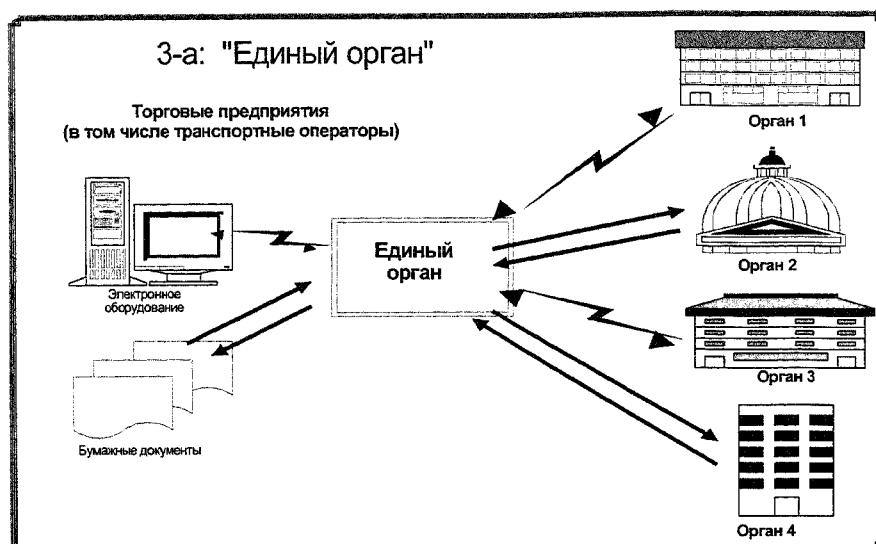 3-а: "Единый орган"
Торговые предприятия
(в том числе транспортные операторы)
Электронное
оборудование
Бумажные документы
Единый
орган
Орган 1
Орган 2
Орган 3
Орган 4